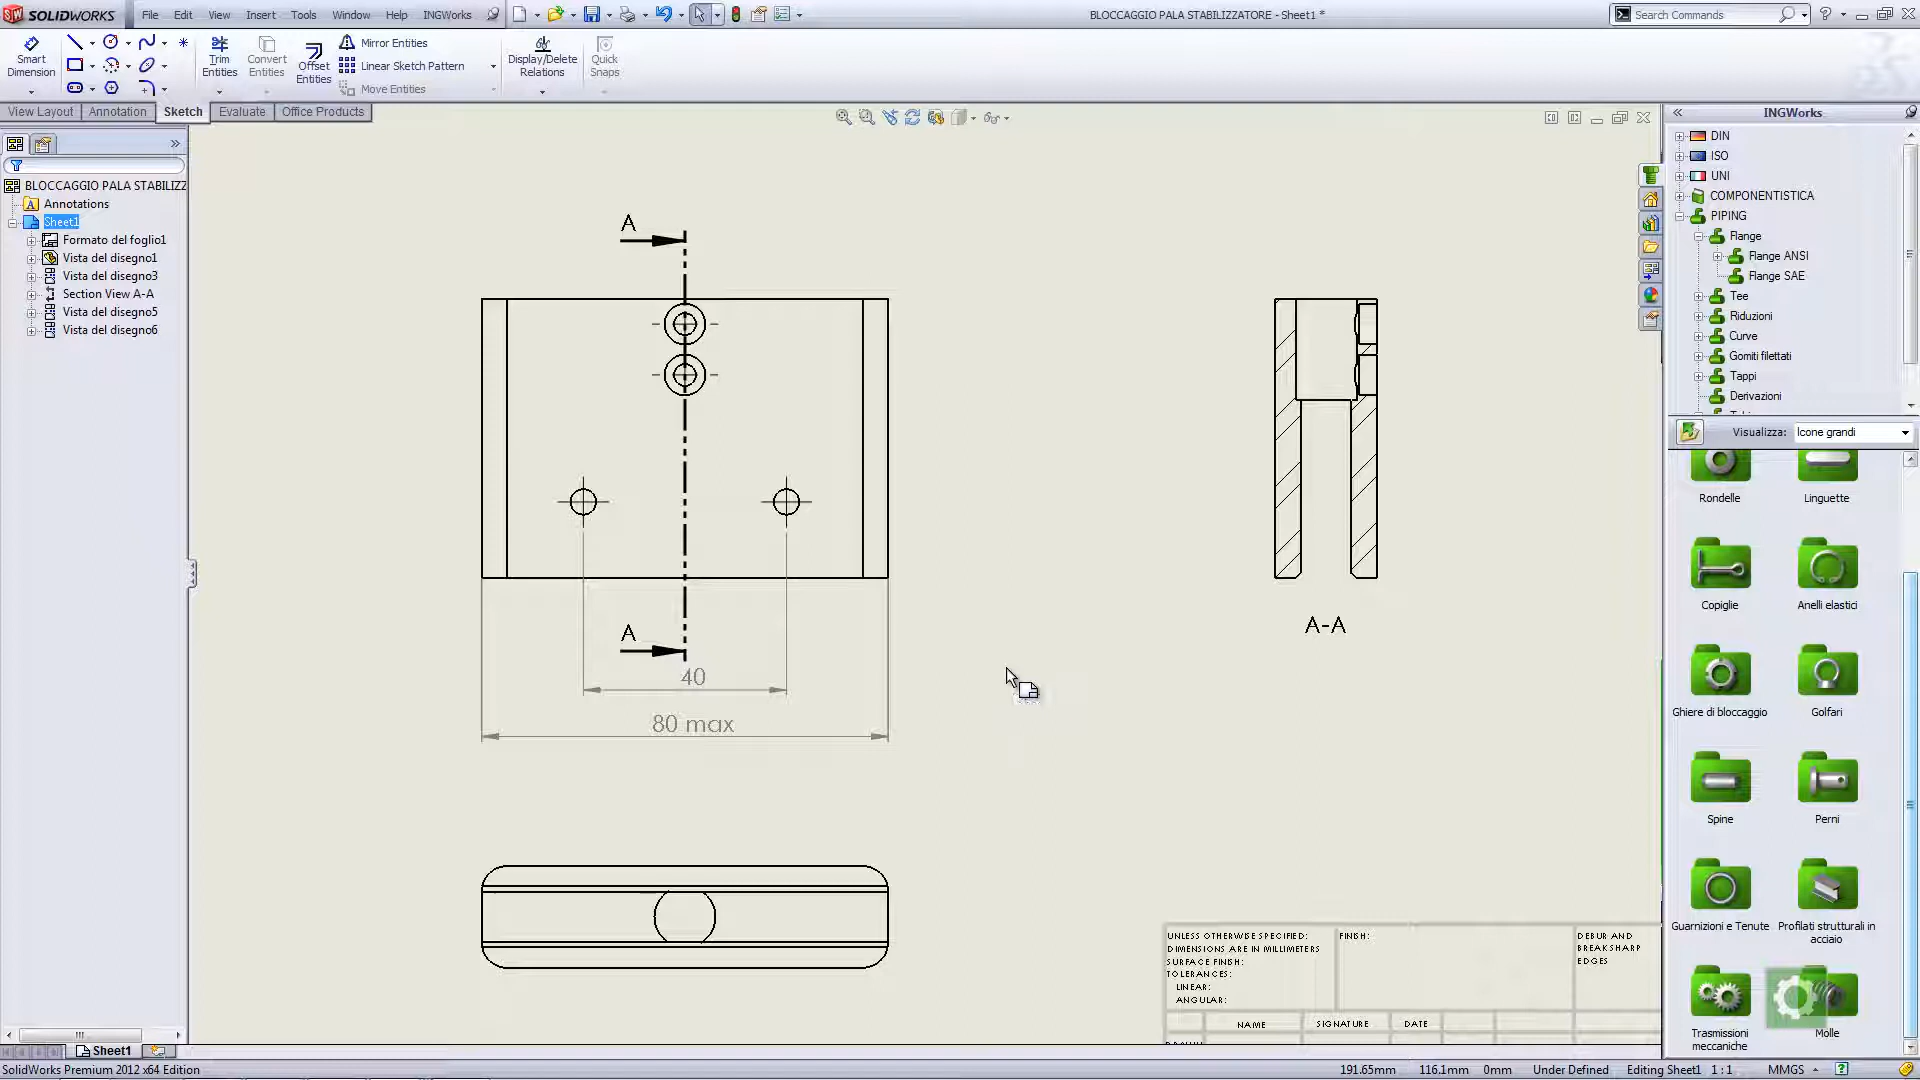 SOLIDWORKS
File Edit View Insert Tools Window Help INGWorks
BLOCCAGGIO PALA STABILIZZATORE - Sheet1 *
Search Commands
Smart Dimension
Trim Entities
Convert Entities
Offset Entities
Mirror Entities
Linear Sketch Pattern
Move Entities
Display/Delete Relations
Quick Snaps
View Layout Annotation Sketch Evaluate Office Products
BLOCCAGGIO PALA STABILIZZ
Annotations
Sheet1
Formato del foglio1
Vista del disegno1
Vista del disegno3
Section View A-A
Vista del disegno5
Vista del disegno6
A
A
40
80 max
A-A
UNLESS OTHERWISE SPECIFIED:
DIMENSIONS ARE IN MILLIMETERS
SURFACE FINISH:
TOLERANCES:
LINEAR:
ANGULAR:
FINISH:
DEBUR AND
BREAK SHARP
EDGES
NAME SIGNATURE DATE
INGWorks
DIN
ISO
UNI
COMPONENTISTICA
PIPING
Flange
Flange ANSI
Flange SAE
Tee
Riduzioni
Curve
Gomiti filettati
Tappi
Derivazioni
Visualizza: Icone grandi
Rondelle Linguette
Copiglie Anelli elastici
Ghiere di bloccaggio Golfari
Spine Perni
Guarnizioni e Tenute Profilati strutturali in acciaio
Trasmissioni meccaniche Molle
Sheet1
SolidWorks Premium 2012 x64 Edition
191.65mm 116.1mm 0mm Under Defined Editing Sheet1 1 : 1 MMGS